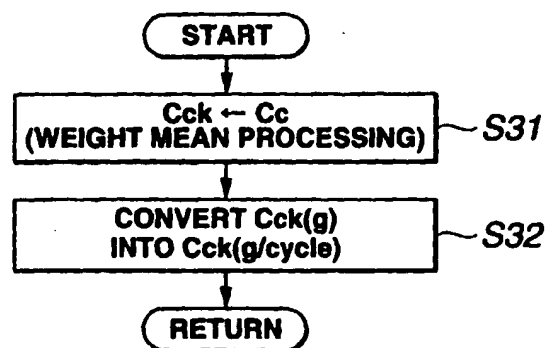 START
Cck ← Cc
(WEIGHT MEAN PROCESSING)
S31
CONVERT Cck(g)
INTO Cck(g/cycle)
S32
RETURN